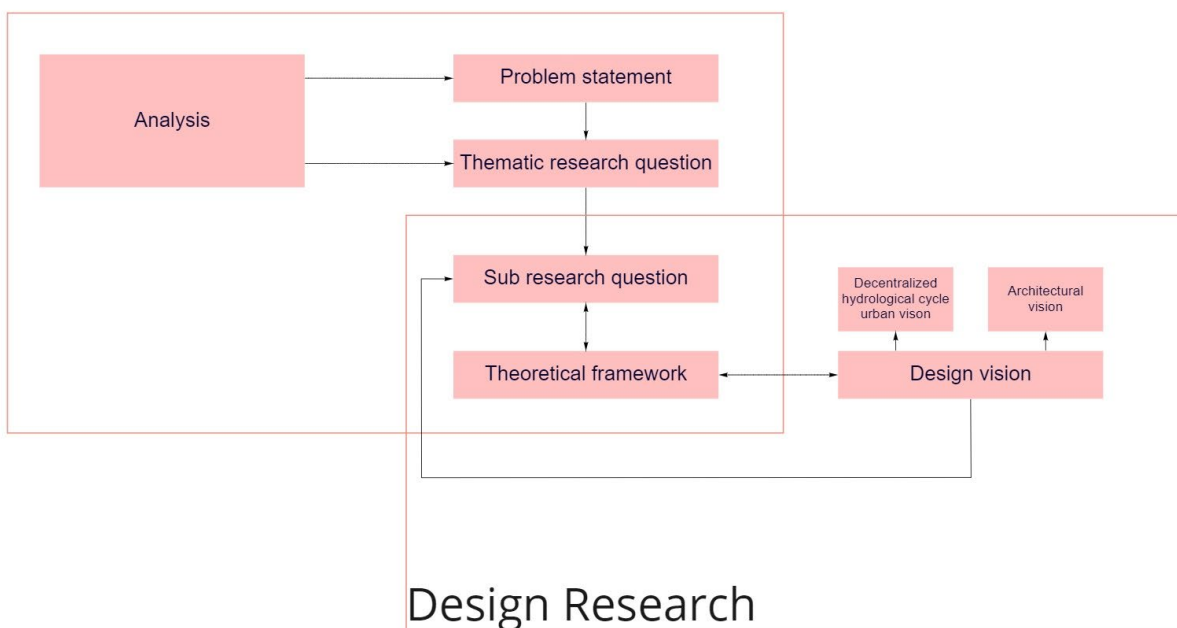 Analysis
Problem statement
Thematic research question
Sub research question
Theoretical framework
Decentralized
hydrological cycle
urban vison
Architectural
vision
Design vision
Design Research